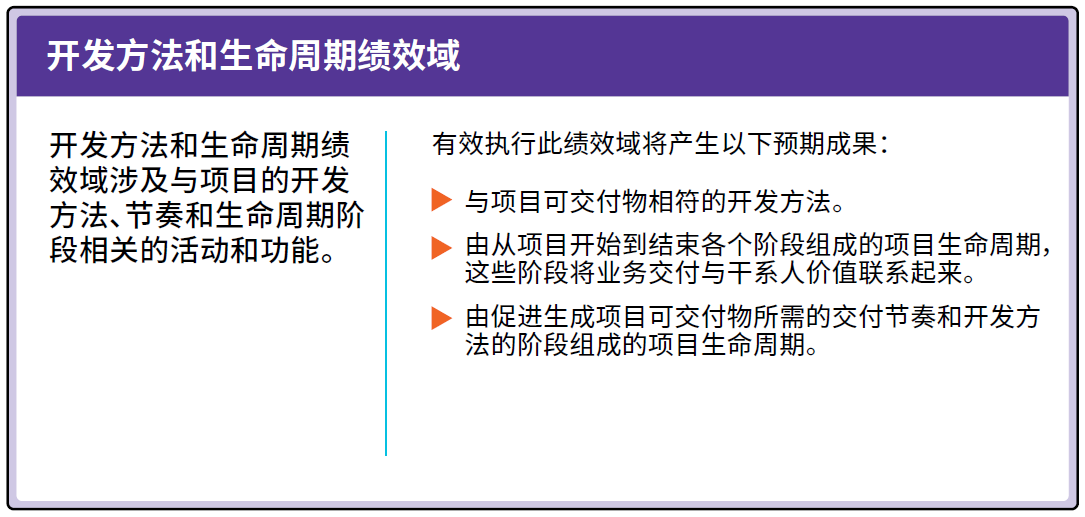 开发方法和生命周期绩效域
开发方法和生命周期绩
效域涉及与项目的开发
方法、节奏和生命周期阶
段相关的活动和功能。
有效执行此绩效域将产生以下预期成果：
与项目可交付物相符的开发方法。
由从项目开始到结束各个阶段组成的项目生命周期，
这些阶段将业务交付与干系人价值联系起来。
由促进生成项目可交付物所需的交付节奏和开发方
法的阶段组成的项目生命周期。